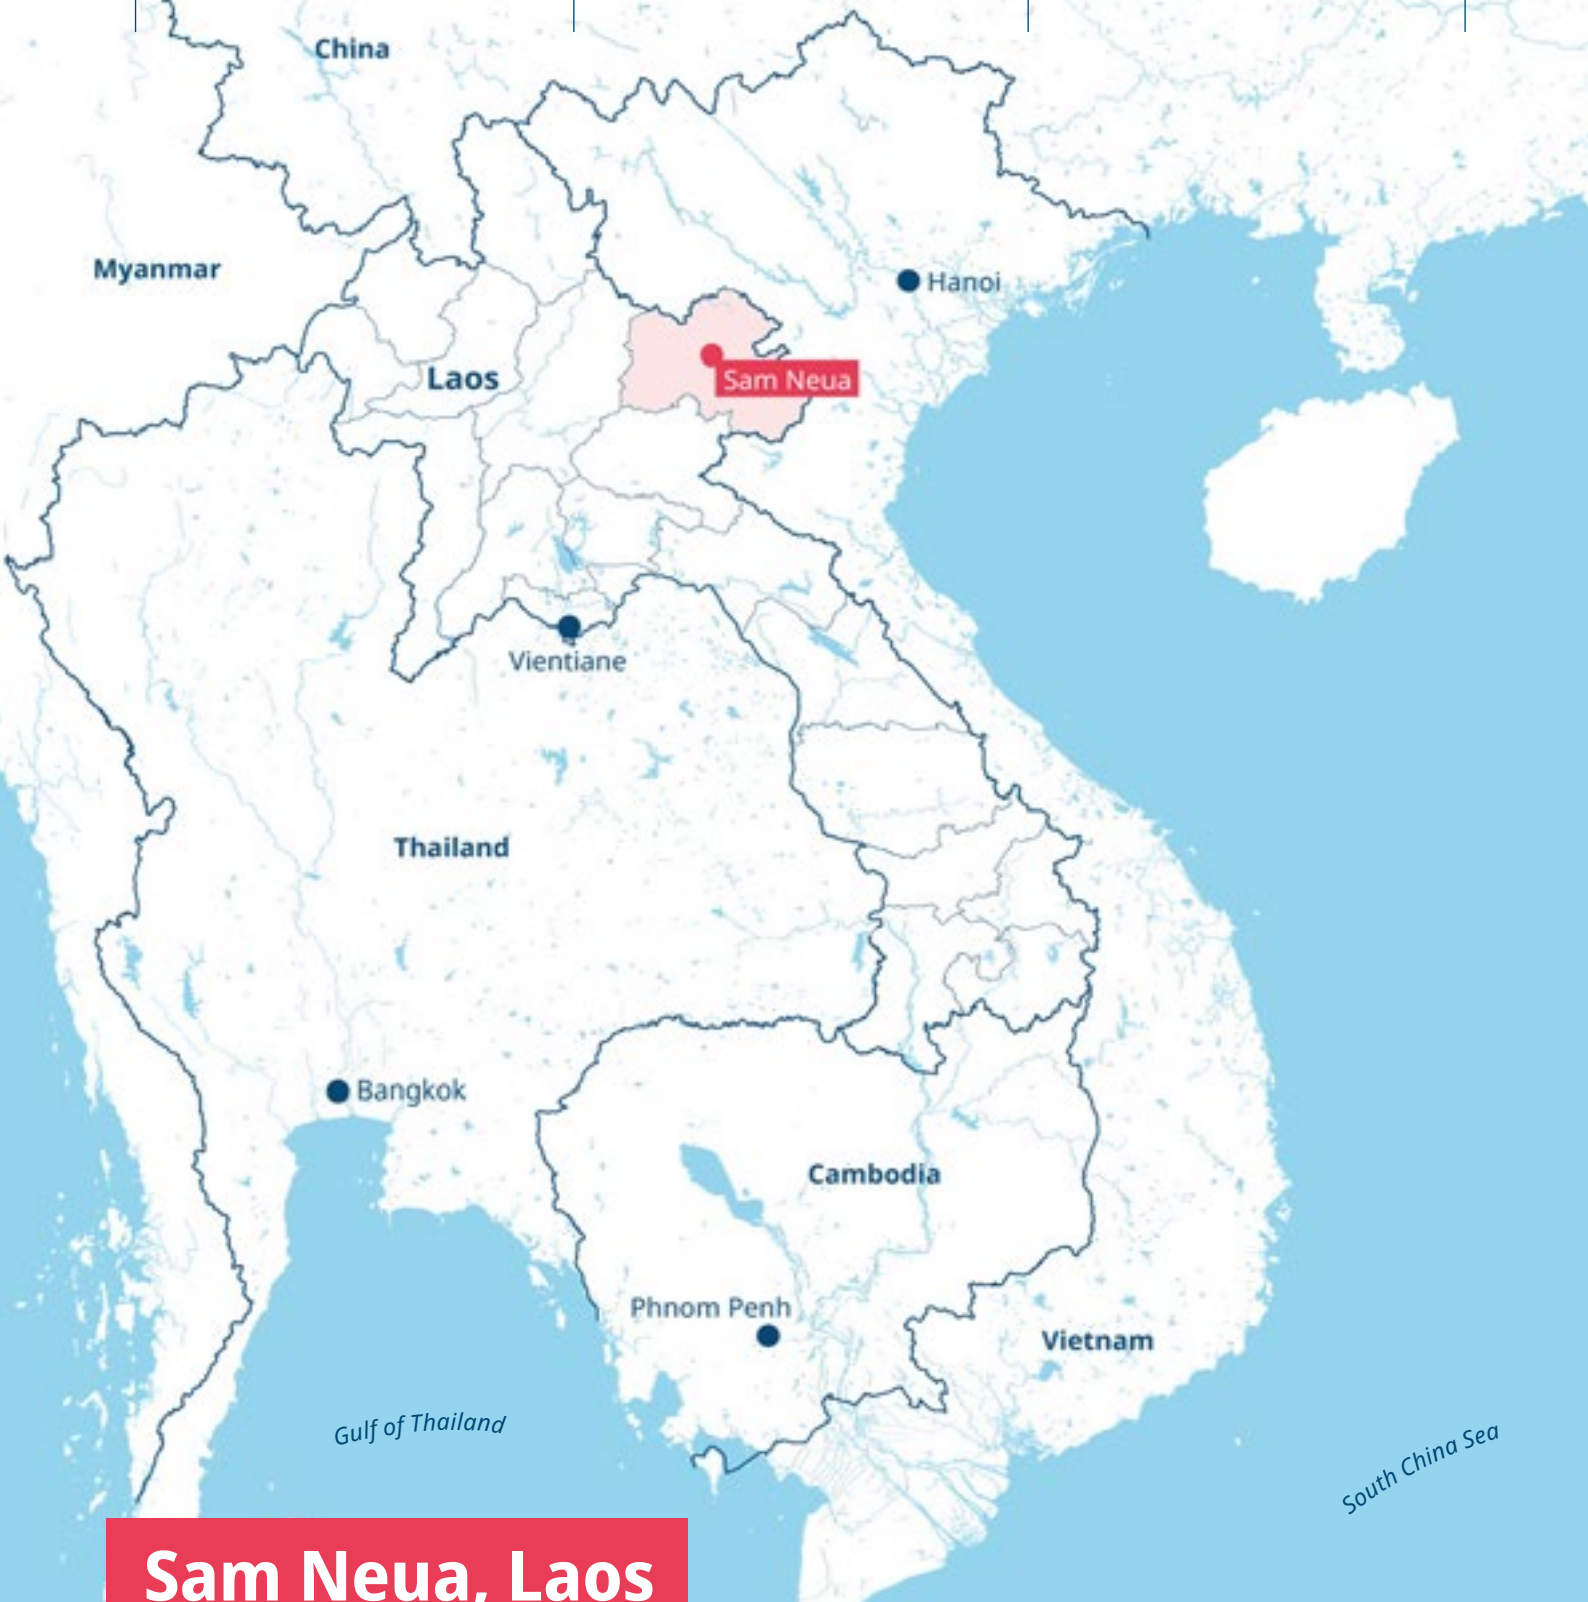 China
Myanmar
Hanoi
Laos
Sam Neua
Vientiane
Thailand
Bangkok
Cambodia
Phnom Penh
Vietnam
Gulf of Thailand
South China Sea
Sam Neua, Laos